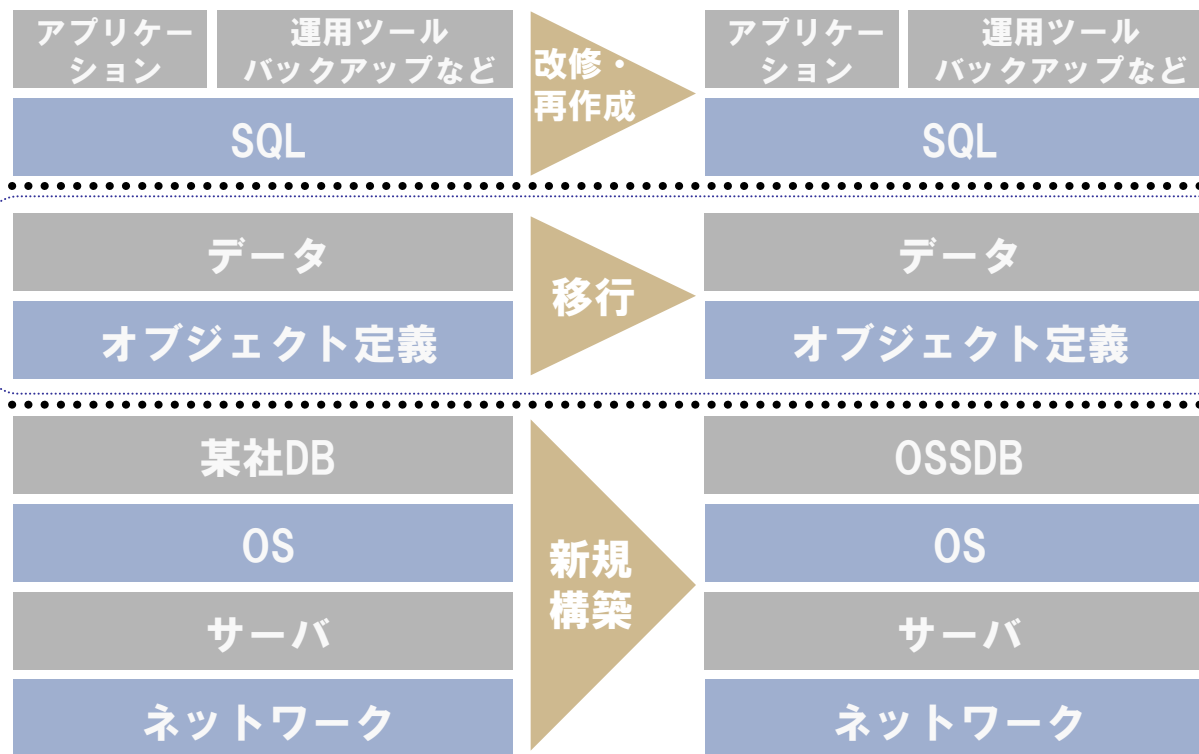 アプリケー
ション
運用ツール
バックアップなど
改修・
再作成
アプリケー
ション
運用ツール
バックアップなど
SQL
SQL
データ
移行
データ
オブジェクト定義
オブジェクト定義
某社DB
OSSDB
OS
新規
構築
OS
サーバ
サーバ
ネットワーク
ネットワーク